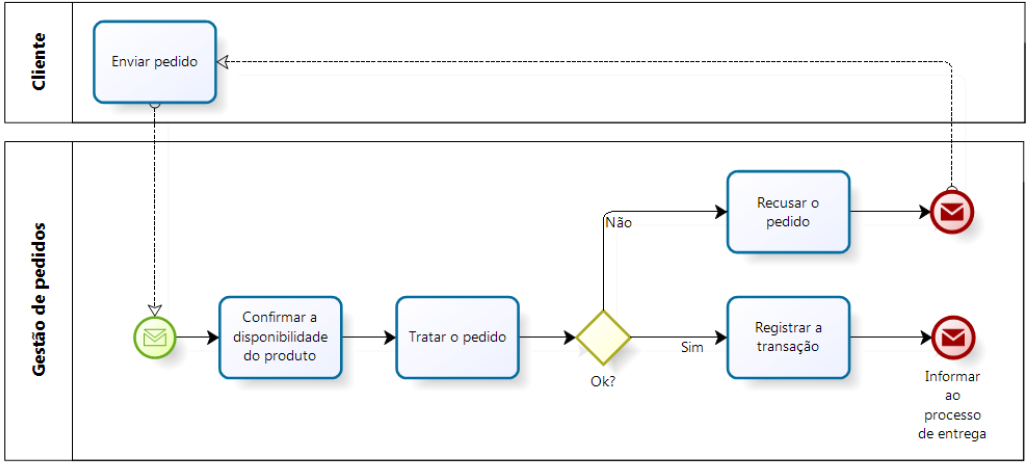 Cliente
Enviar pedido
Gestão de pedidos
Confirmar a
disponibilidade
do produto
Tratar o pedido
Ok?
Não
Sim
Recusar o
pedido
Registrar a
transação
Informar
ao
processo
de entrega